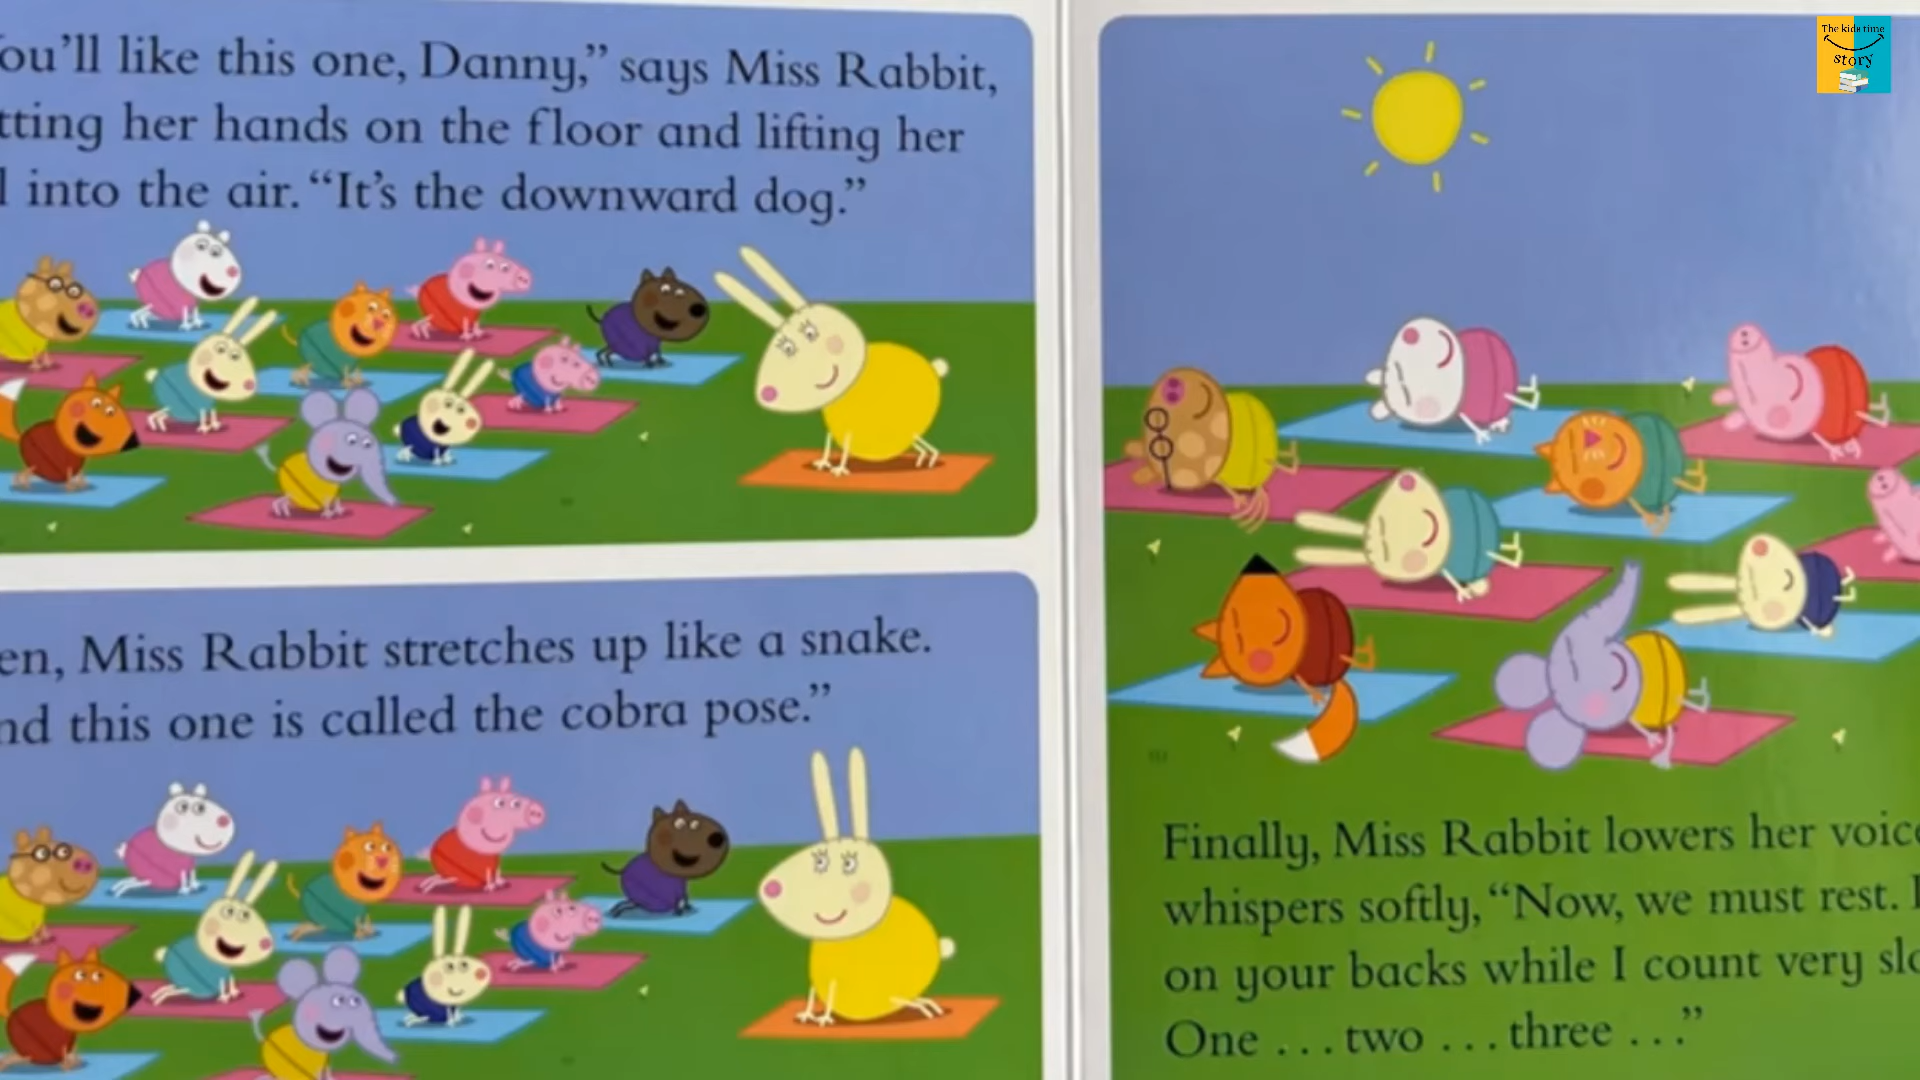 ou'll like this one, Danny," says Miss Rabbit,
tting her hands on the floor and lifting her
l into the air. "It's the downward dog."
en, Miss Rabbit stretches up like a snake.
nd this one is called the cobra pose."
The kids time
story
Finally, Miss Rabbit lowers her voice
whispers softly, "Now, we must rest.
on your backs while I count very slo
One . . . two . . . three . . ."